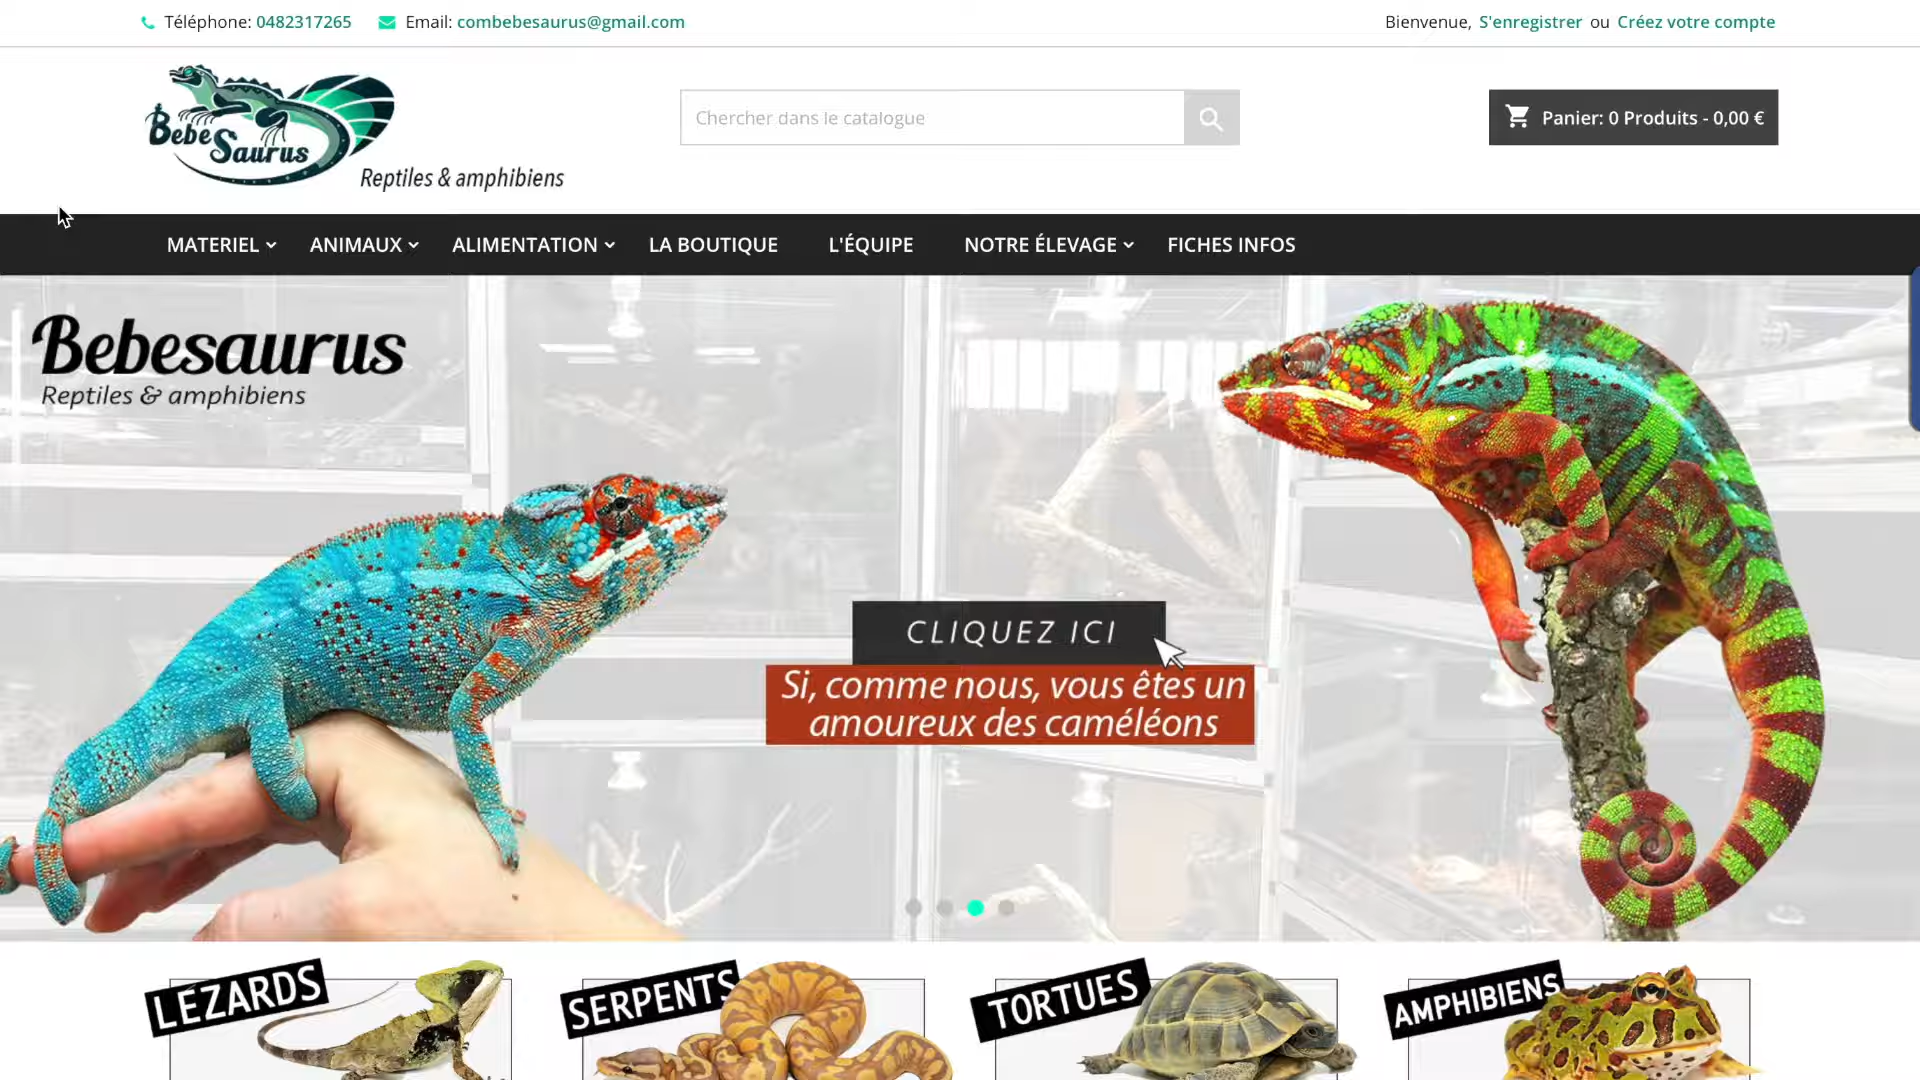 Téléphone: 0482317265 Email: combebesaurus@gmail.com Bienvenue, S'enregistrer ou Créez votre compte
Bebe
Saurus
Reptiles & amphibiens
Chercher dans le catalogue
Panier: 0 Produits - 0,00 €
MATERIEL ANIMAUX ALIMENTATION LA BOUTIQUE L'ÉQUIPE NOTRE ÉLEVAGE FICHES INFOS
Bebesaurus
Reptiles & amphibiens
CLIQUEZ ICI
Si, comme nous, vous êtes un
amoureux des caméléons
LÉZARDS SERPENTS TORTUES AMPHIBIENS